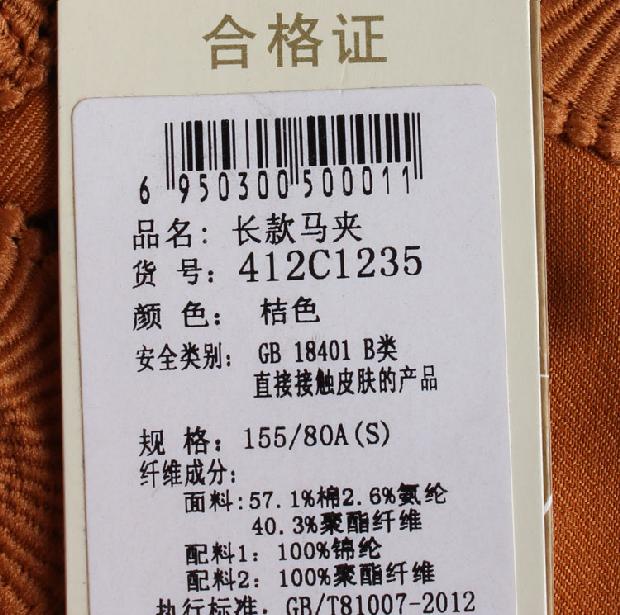 合格证
6 950300 500011
品名: 长款马夹
货号: 412C1235
颜色: 桔色
安全类别: GB 18401 B类
直接接触皮肤的产品
规格: 155/80A(S)
纤维成分:
面料:57.1%棉2.6%氨纶
40.3%聚酯纤维
配料1: 100%锦纶
配料2: 100%聚酯纤维
执行标准: GB/T81007-2012